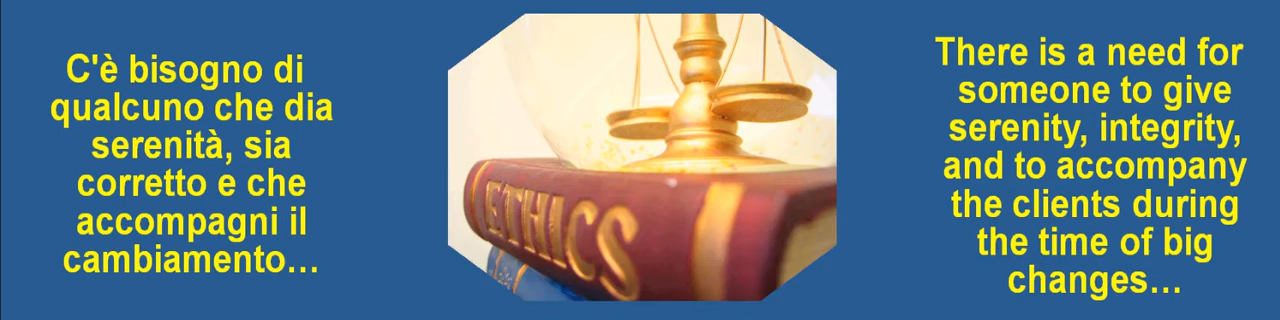 C'è bisogno di
qualcuno che dia
serenità, sia
corretto e che
accompagni il
cambiamento...
ETHICS
There is a need for
someone to give
serenity, integrity,
and to accompany
the clients during
the time of big
changes...